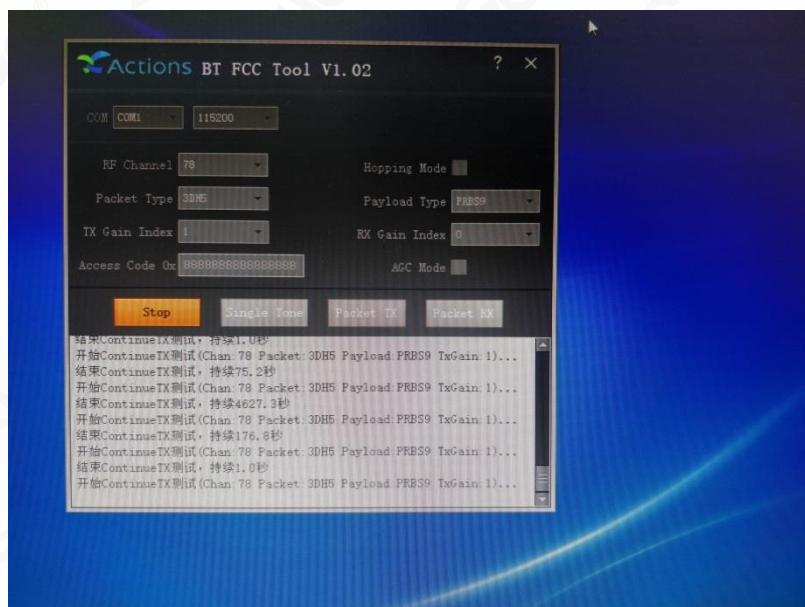 Actions BT FCC Tool V1.02 ? ×
COM COM1 115200
RF Channel 78 Hopping Mode
Packet Type 3DH5 Payload Type PRBS9
TX Gain Index 1 RX Gain Index 0
Access Code 0x 8888888888888888 AGC Mode
Stop Single Tone Packet TX Packet RX
结束ContinueTX测试，持续1.0秒
开始ContinueTX测试(Chan:78 Packet:3DH5 Payload:PRBS9 TxGain:1)...
结束ContinueTX测试，持续75.2秒
开始ContinueTX测试(Chan:78 Packet:3DH5 Payload:PRBS9 TxGain:1)...
结束ContinueTX测试，持续4627.3秒
开始ContinueTX测试(Chan:78 Packet:3DH5 Payload:PRBS9 TxGain:1)...
结束ContinueTX测试，持续176.8秒
开始ContinueTX测试(Chan:78 Packet:3DH5 Payload:PRBS9 TxGain:1)...
结束ContinueTX测试，持续1.0秒
开始ContinueTX测试(Chan:78 Packet:3DH5 Payload:PRBS9 TxGain:1)...